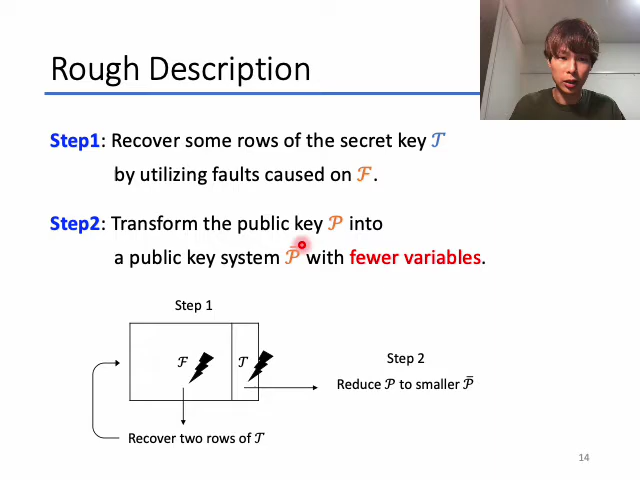 Rough Description
Step1: Recover some rows of the secret key 𝒯
by utilizing faults caused on ℱ.
Step2: Transform the public key 𝒫 into
a public key system 𝒫̄ with fewer variables.
Step 1
ℱ 𝒯
Step 2
Reduce 𝒫 to smaller 𝒫̄
Recover two rows of 𝒯
14